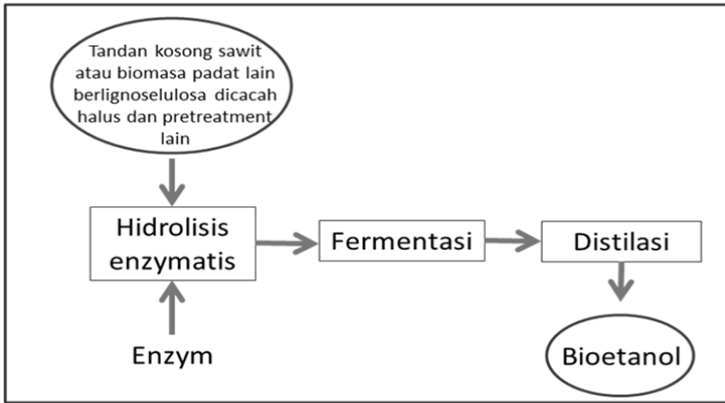 Tandan kosong sawit
atau biomasa padat lain
berlignoselulosa dicacah
halus dan pretreatment
lain
Hidrolisis
enzymatis
Fermentasi
Distilasi
Enzym
Bioetanol